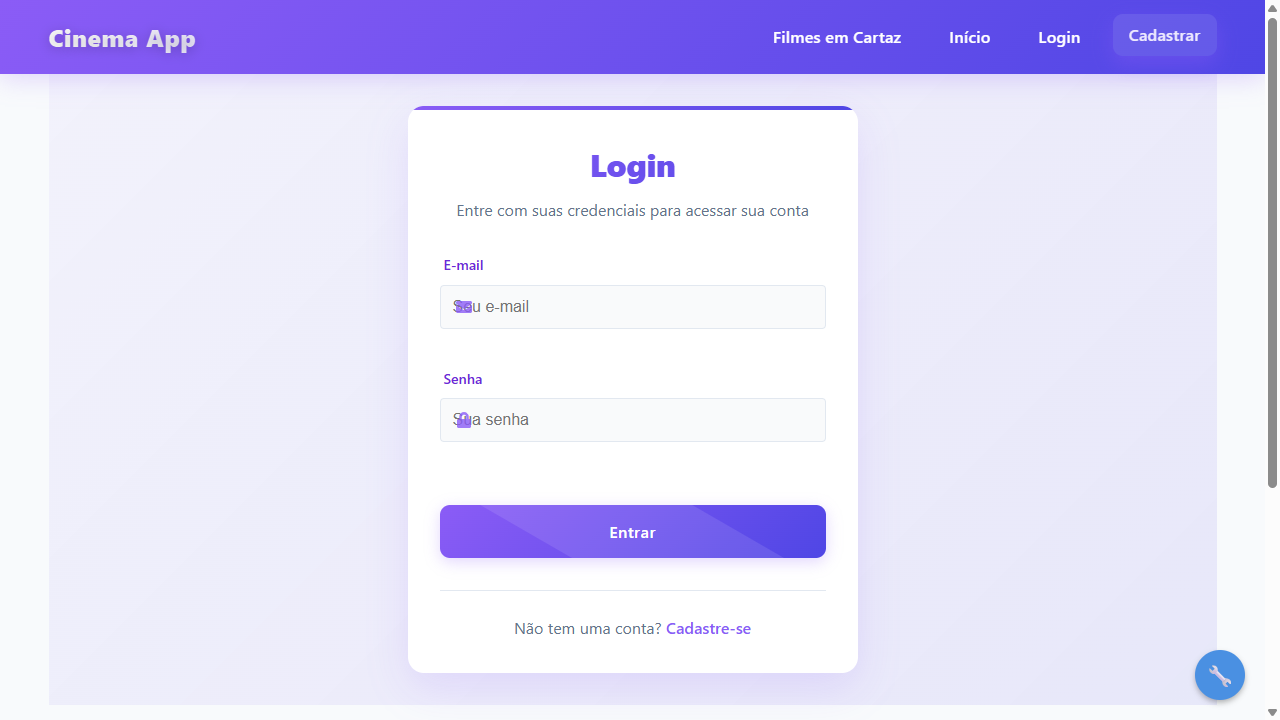 Cinema App
Filmes em Cartaz
Início
Login
Cadastrar
Login
Entre com suas credenciais para acessar sua conta
E-mail
Seu e-mail
Senha
Sua senha
Entrar
Não tem uma conta? Cadastre-se